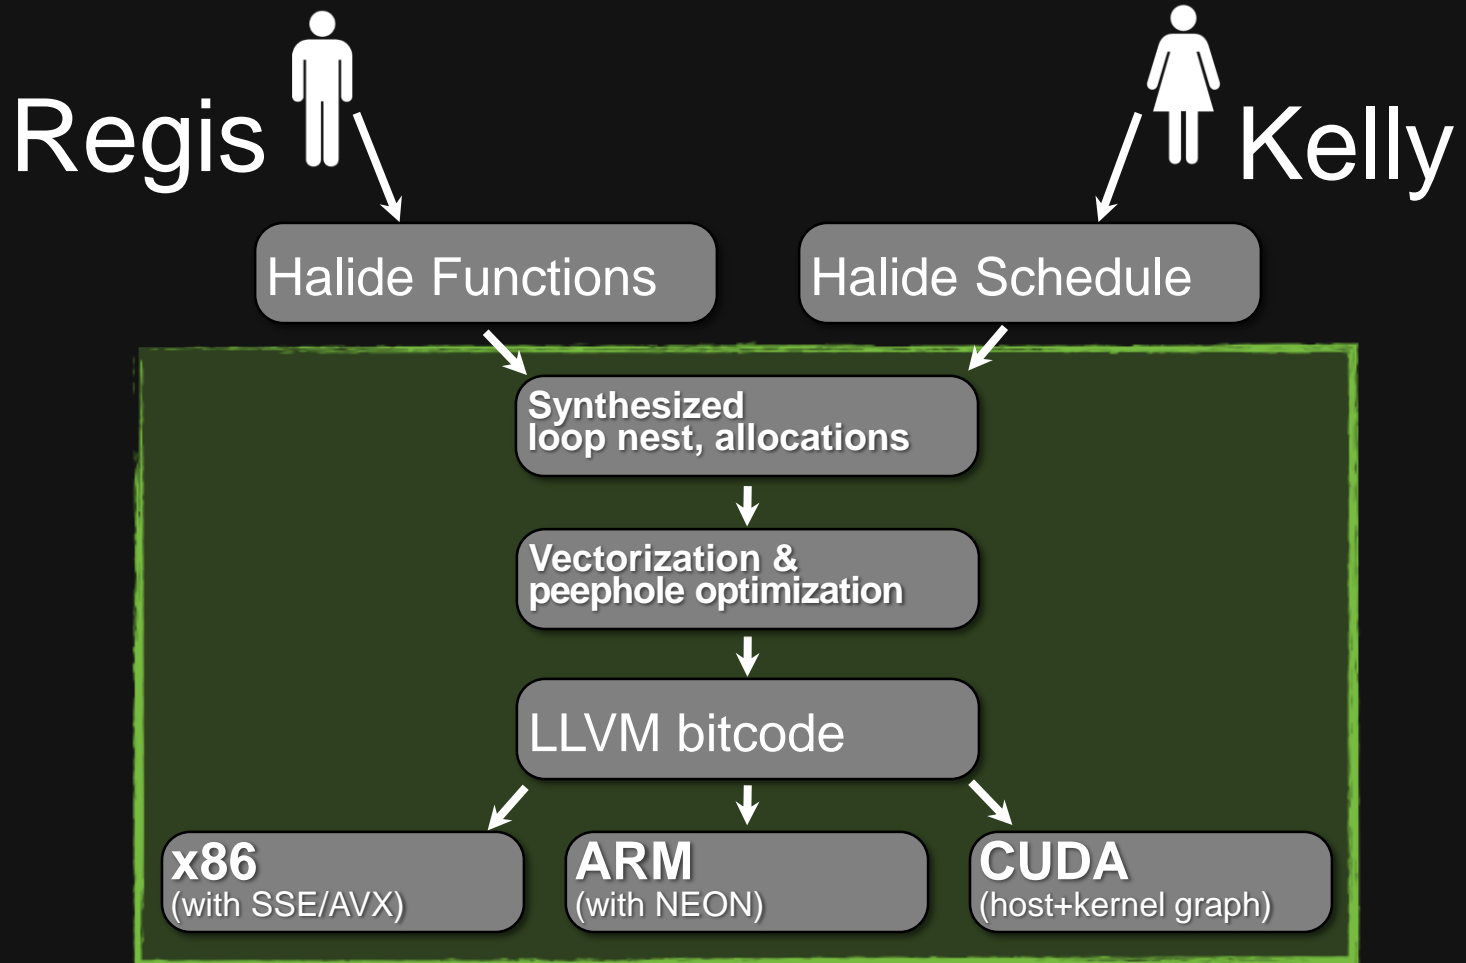 Regis
Kelly
Halide Functions
Halide Schedule
Synthesized
loop nest, allocations
Vectorization &
peephole optimization
LLVM bitcode
x86
(with SSE/AVX)
ARM
(with NEON)
CUDA
(host+kernel graph)